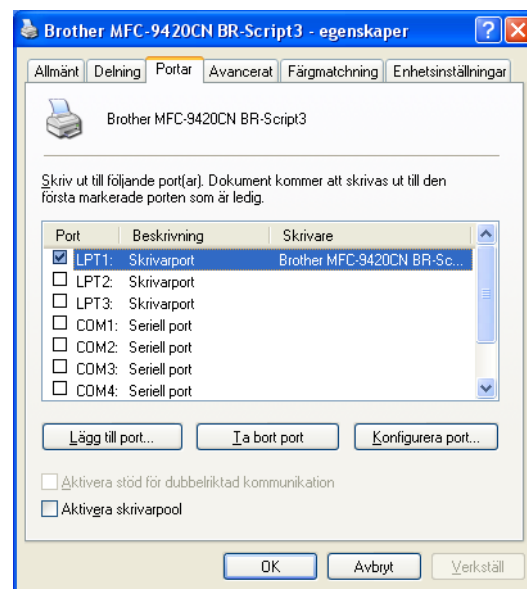 Brother MFC-9420CN BR-Script3 - egenskaper
Allmänt Delning Portar Avancerat Färgmatchning Enhetsinställningar
Brother MFC-9420CN BR-Script3
Skriv ut till följande port(ar). Dokument kommer att skrivas ut till den
första markerade porten som är ledig.
Port Beskrivning Skrivare
LPT1: Skrivarport Brother MFC-9420CN BR-Sc...
LPT2: Skrivarport
LPT3: Skrivarport
COM1: Seriell port
COM2: Seriell port
COM3: Seriell port
COM4: Seriell port
Lägg till port... Ta bort port Konfigurera port...
Aktivera stöd för dubbelriktad kommunikation
Aktivera skrivarpool
OK Avbryt Verkställ